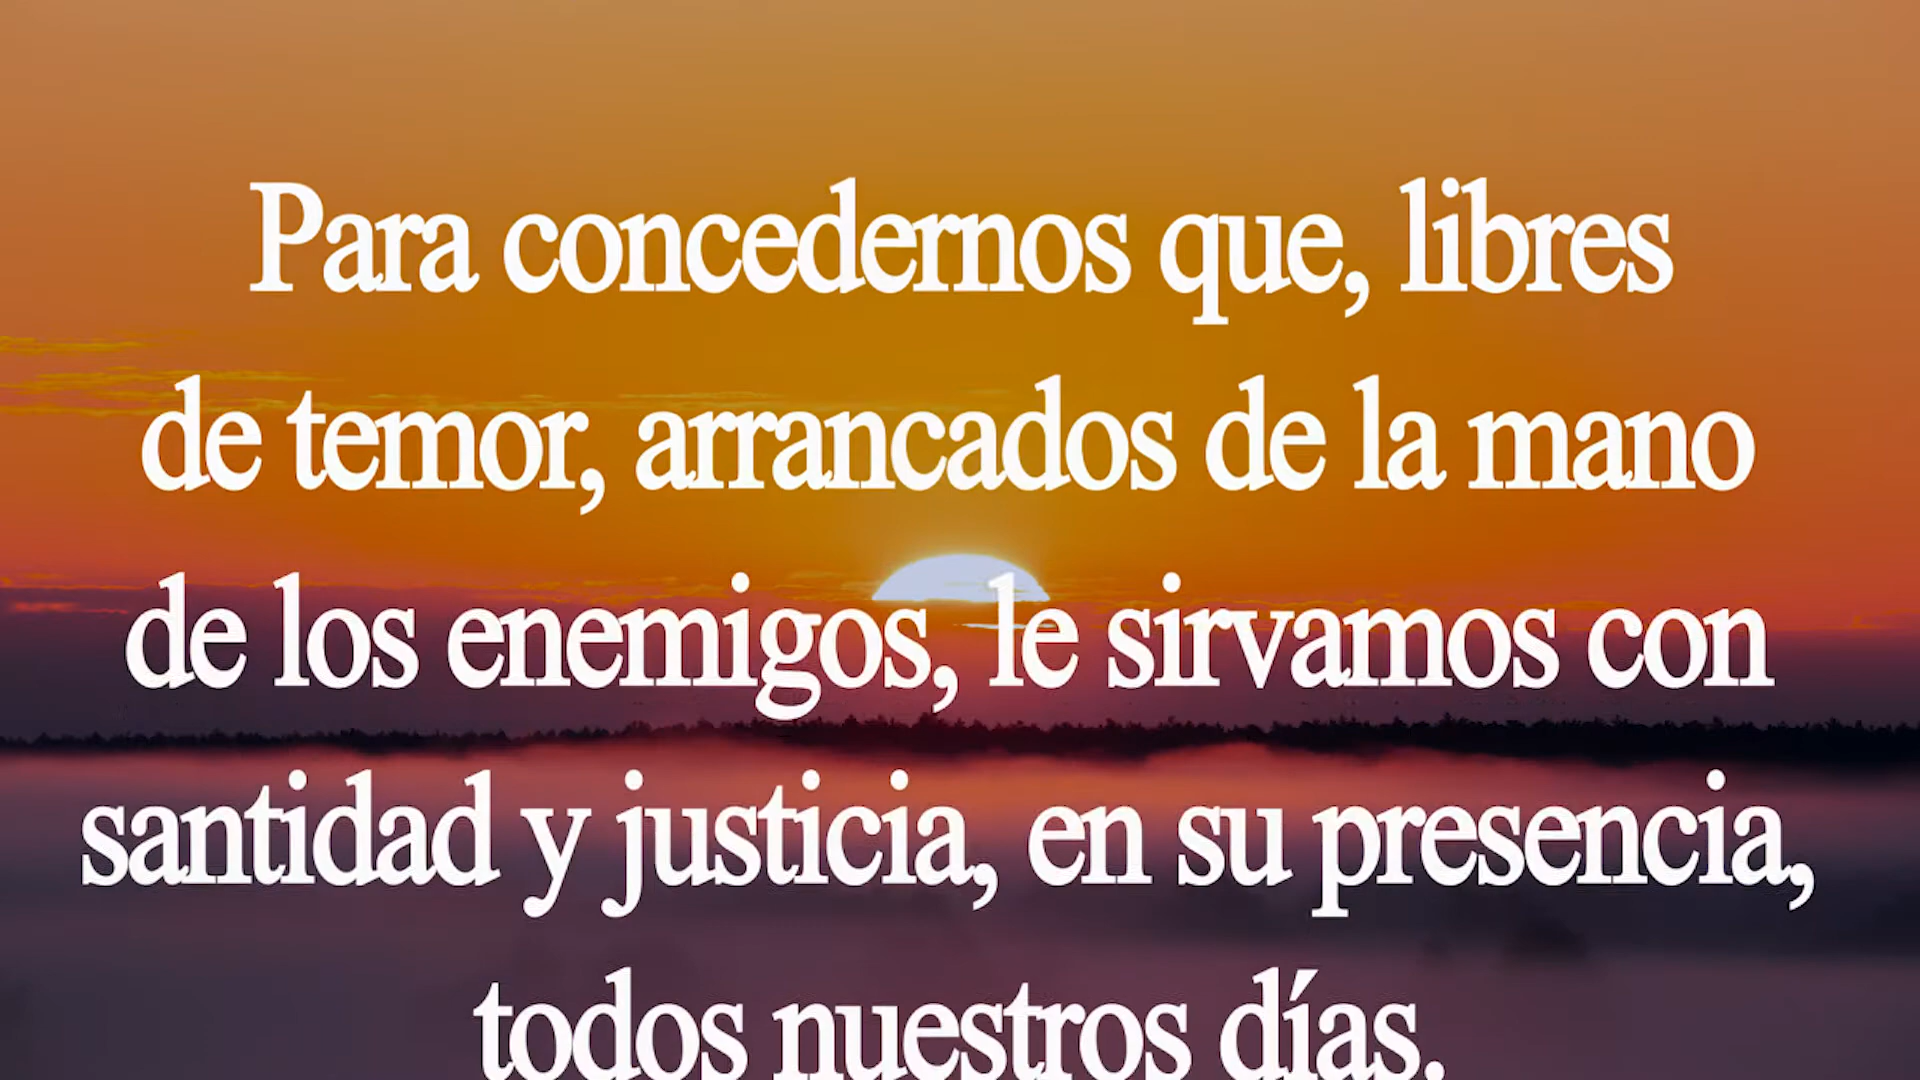 Para concedernos que, libres
de temor, arrancados de la mano
de los enemigos, le sirvamos con
santidad y justicia, en su presencia,
todos nuestros días.